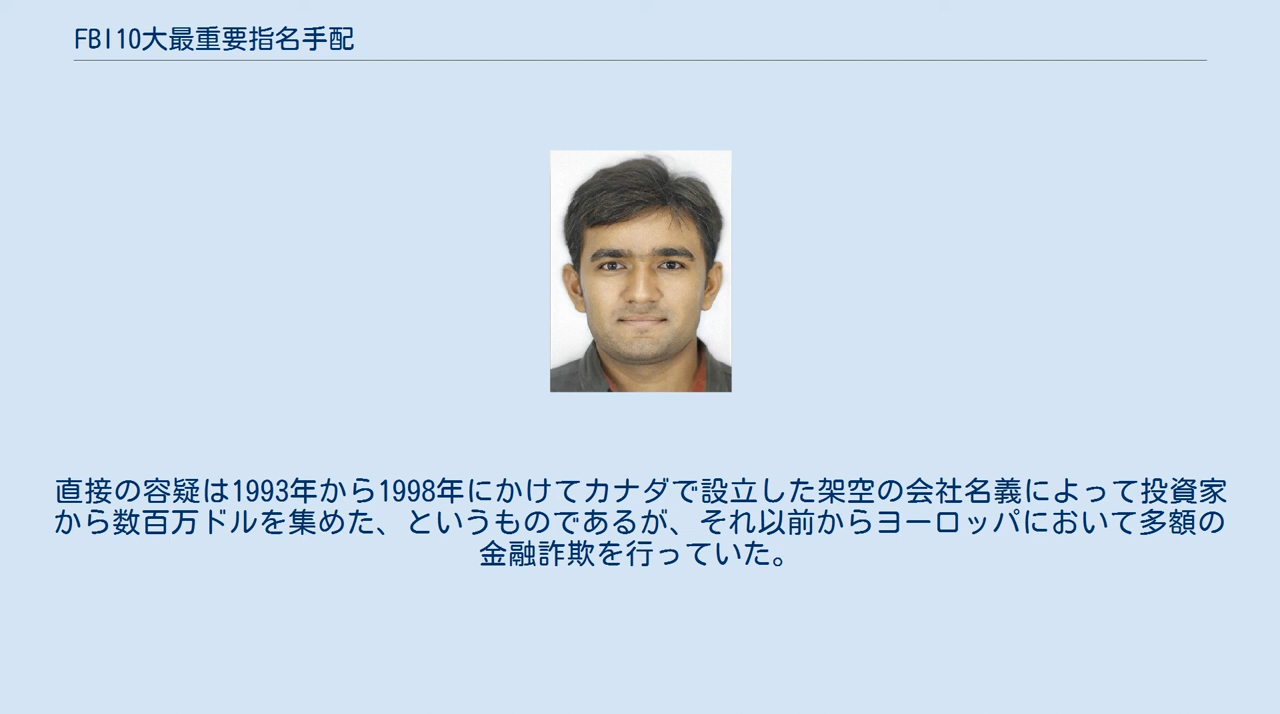 FBI10大最重要指名手配
直接の容疑は1993年から1998年にかけてカナダで設立した架空の会社名義によって投資家
から数百万ドルを集めた、というものであるが、それ以前からヨーロッパにおいて多額の
金融詐欺を行っていた。